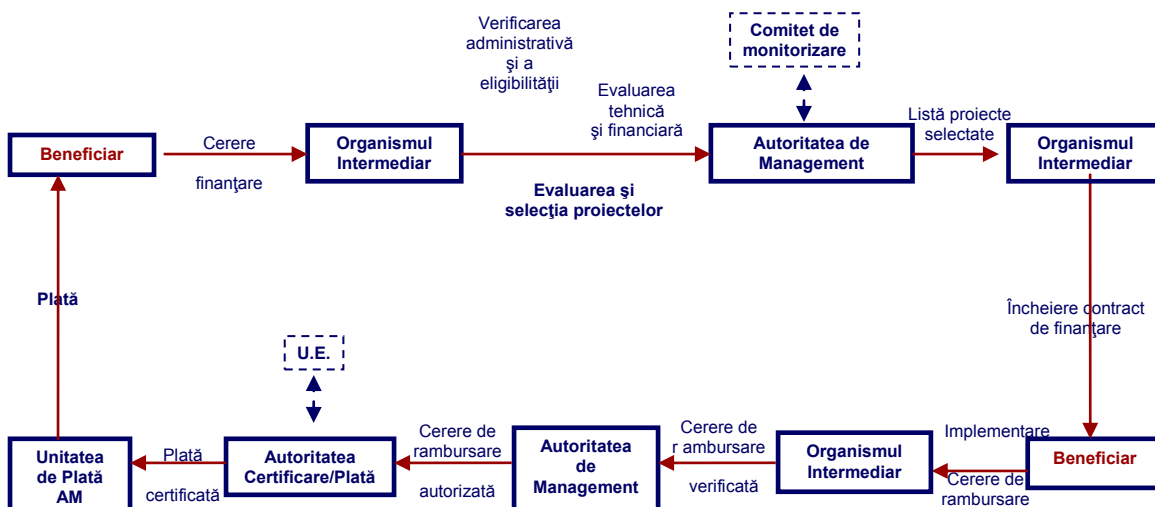 Verificarea
administrativă
şi a
eligibilităţii
Comitet de
monitorizare
Evaluarea
tehnică
şi financiară
Listă proiecte
selectate
Beneficiar
Cerere
finanţare
Organismul
Intermediar
Autoritatea de
Management
Organismul
Intermediar
Evaluarea şi
selecţia proiectelor
Plată
Încheiere contract
de finanţare
U.E.
Unitatea
de Plată
AM
Plată
certificată
Autoritatea
Certificare/Plată
Cerere de
rambursare
autorizată
Autoritatea
de
Management
Cerere de
r ambursare
verificată
Organismul
Intermediar
Implementare
Cerere de
rambursare
Beneficiar